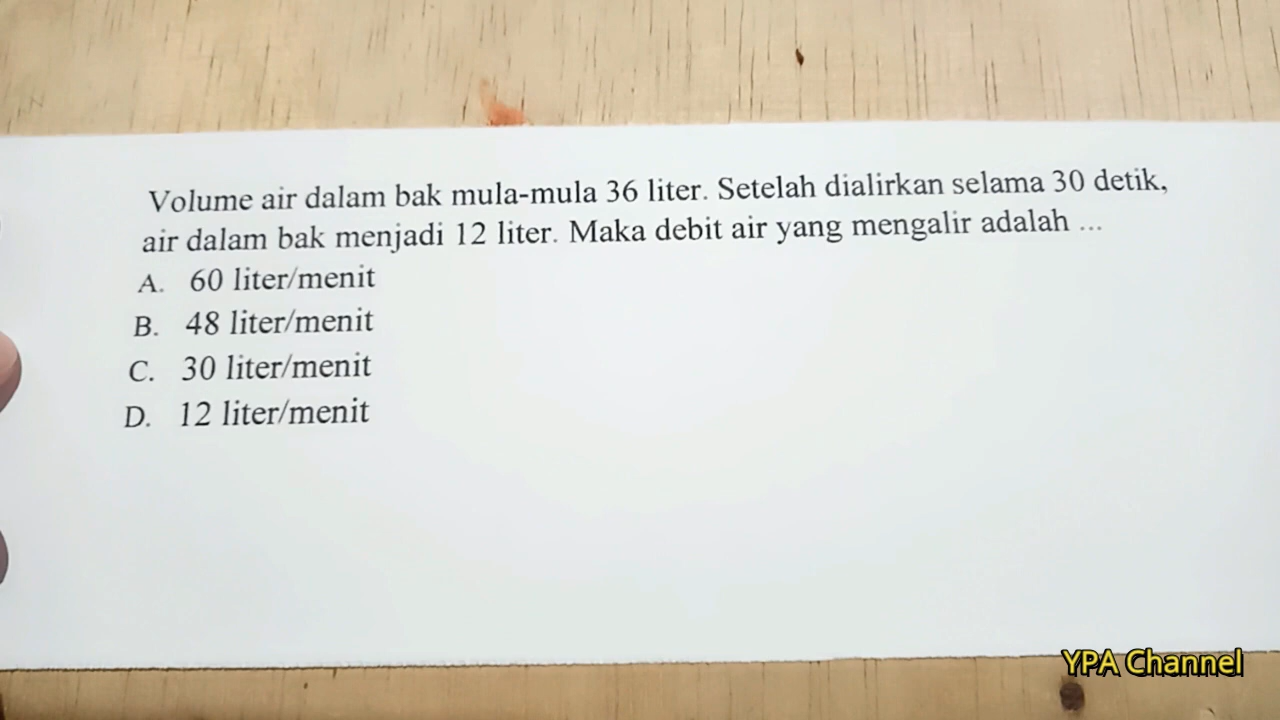 Volume air dalam bak mula-mula 36 liter. Setelah dialirkan selama 30 detik,
air dalam bak menjadi 12 liter. Maka debit air yang mengalir adalah ...
A. 60 liter/menit
B. 48 liter/menit
C. 30 liter/menit
D. 12 liter/menit
YPA Channel